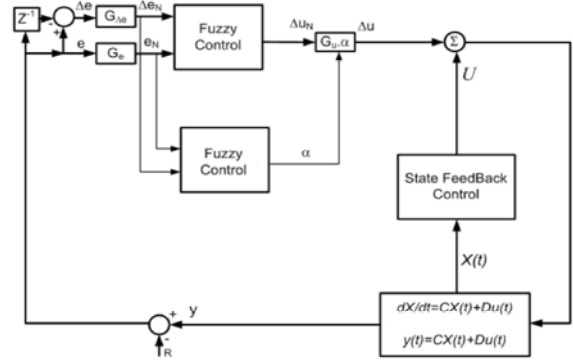 Z⁻¹
-
+
Δe
G_Δe
Δe_N
e
G_e
e_N
Fuzzy
Control
Δu_N
G_u.α
Δu
Σ
U
Fuzzy
Control
α
State FeedBack
Control
X(t)
dX/dt=CX(t)+Du(t)
y(t)=CX(t)+Du(t)
y
+
-
R